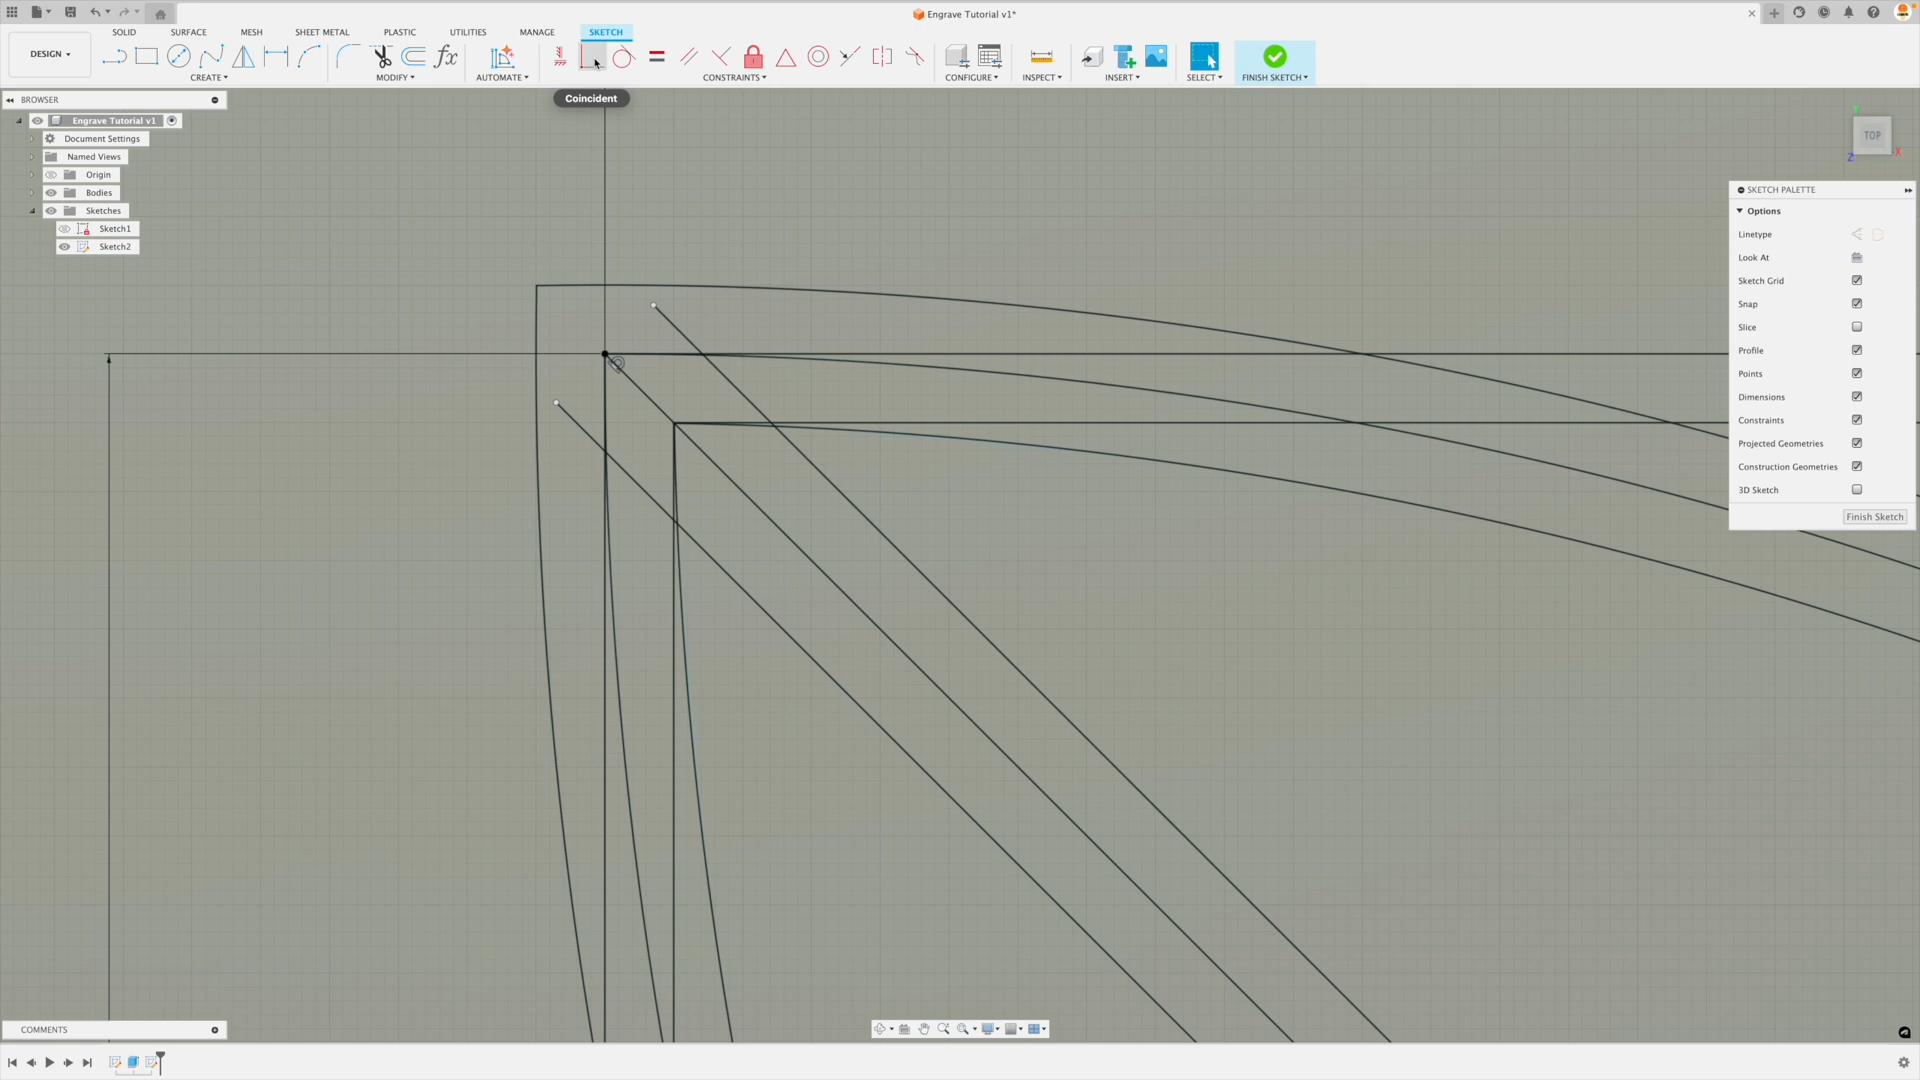 Engrave Tutorial v1*
DESIGN
SOLID
SURFACE
MESH
SHEET METAL
PLASTIC
UTILITIES
MANAGE
SKETCH
CREATE
MODIFY
AUTOMATE
CONSTRAINTS
CONFIGURE
INSPECT
INSERT
SELECT
FINISH SKETCH
fx
Coincident
BROWSER
Engrave Tutorial v1
Document Settings
Named Views
Origin
Bodies
Sketches
Sketch1
Sketch2
Y
TOP
Z
X
SKETCH PALETTE
Options
Linetype
Look At
Sketch Grid
Snap
Slice
Profile
Points
Dimensions
Constraints
Projected Geometries
Construction Geometries
3D Sketch
Finish Sketch
COMMENTS